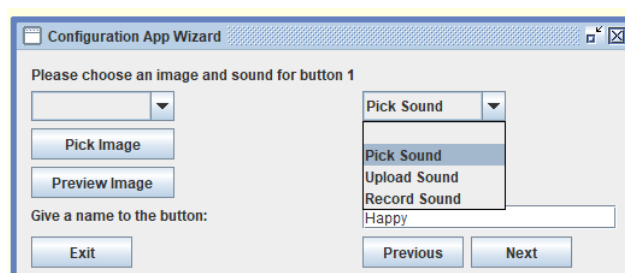 Configuration App Wizard
Please choose an image and sound for button 1
Pick Sound
Pick Image
Pick Sound
Preview Image
Upload Sound
Record Sound
Give a name to the button:
Happy
Exit
Previous
Next